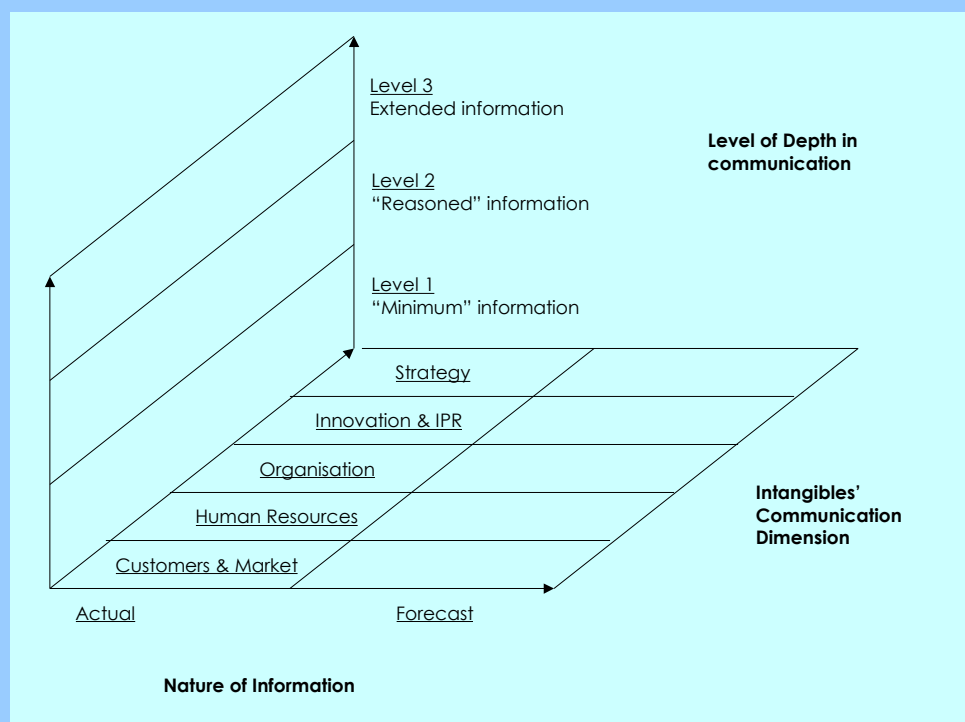 Level 3
Extended information
Level of Depth in
communication
Level 2
“Reasoned” information
Level 1
“Minimum” information
Strategy
Innovation & IPR
Organisation
Human Resources
Customers & Market
Intangibles’
Communication
Dimension
Actual
Forecast
Nature of Information